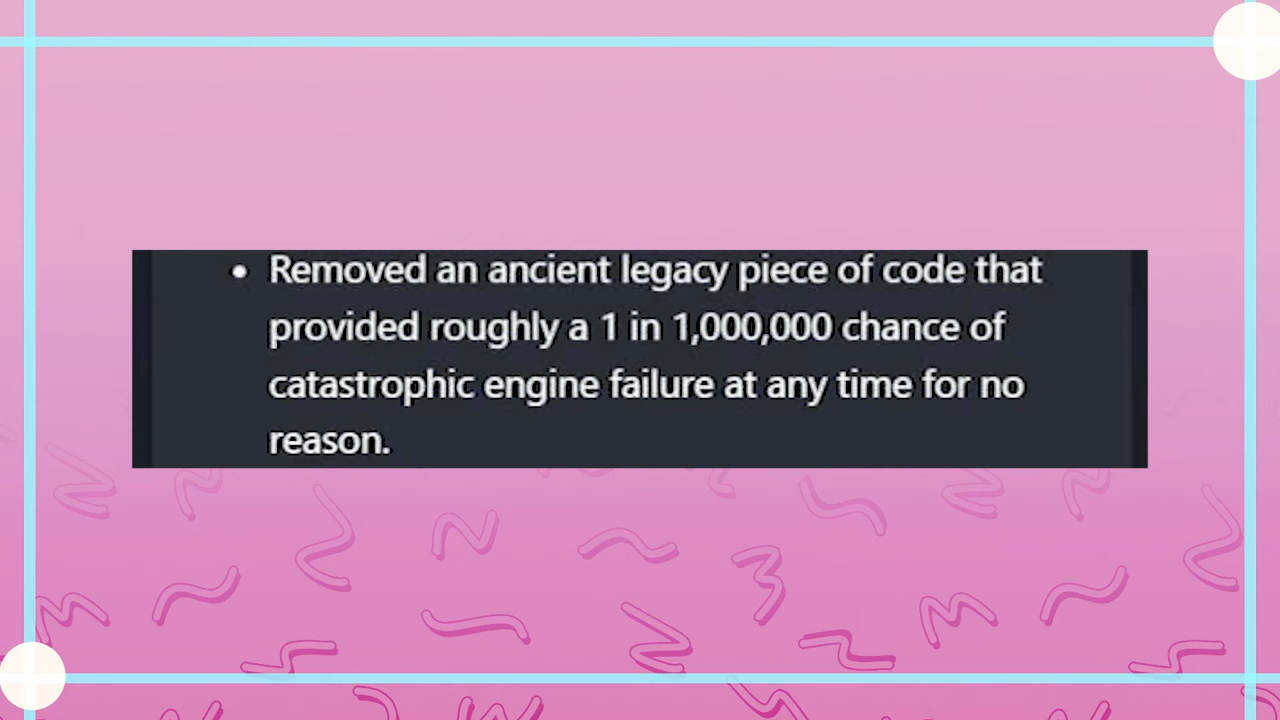 • Removed an ancient legacy piece of code that
provided roughly a 1 in 1,000,000 chance of
catastrophic engine failure at any time for no
reason.